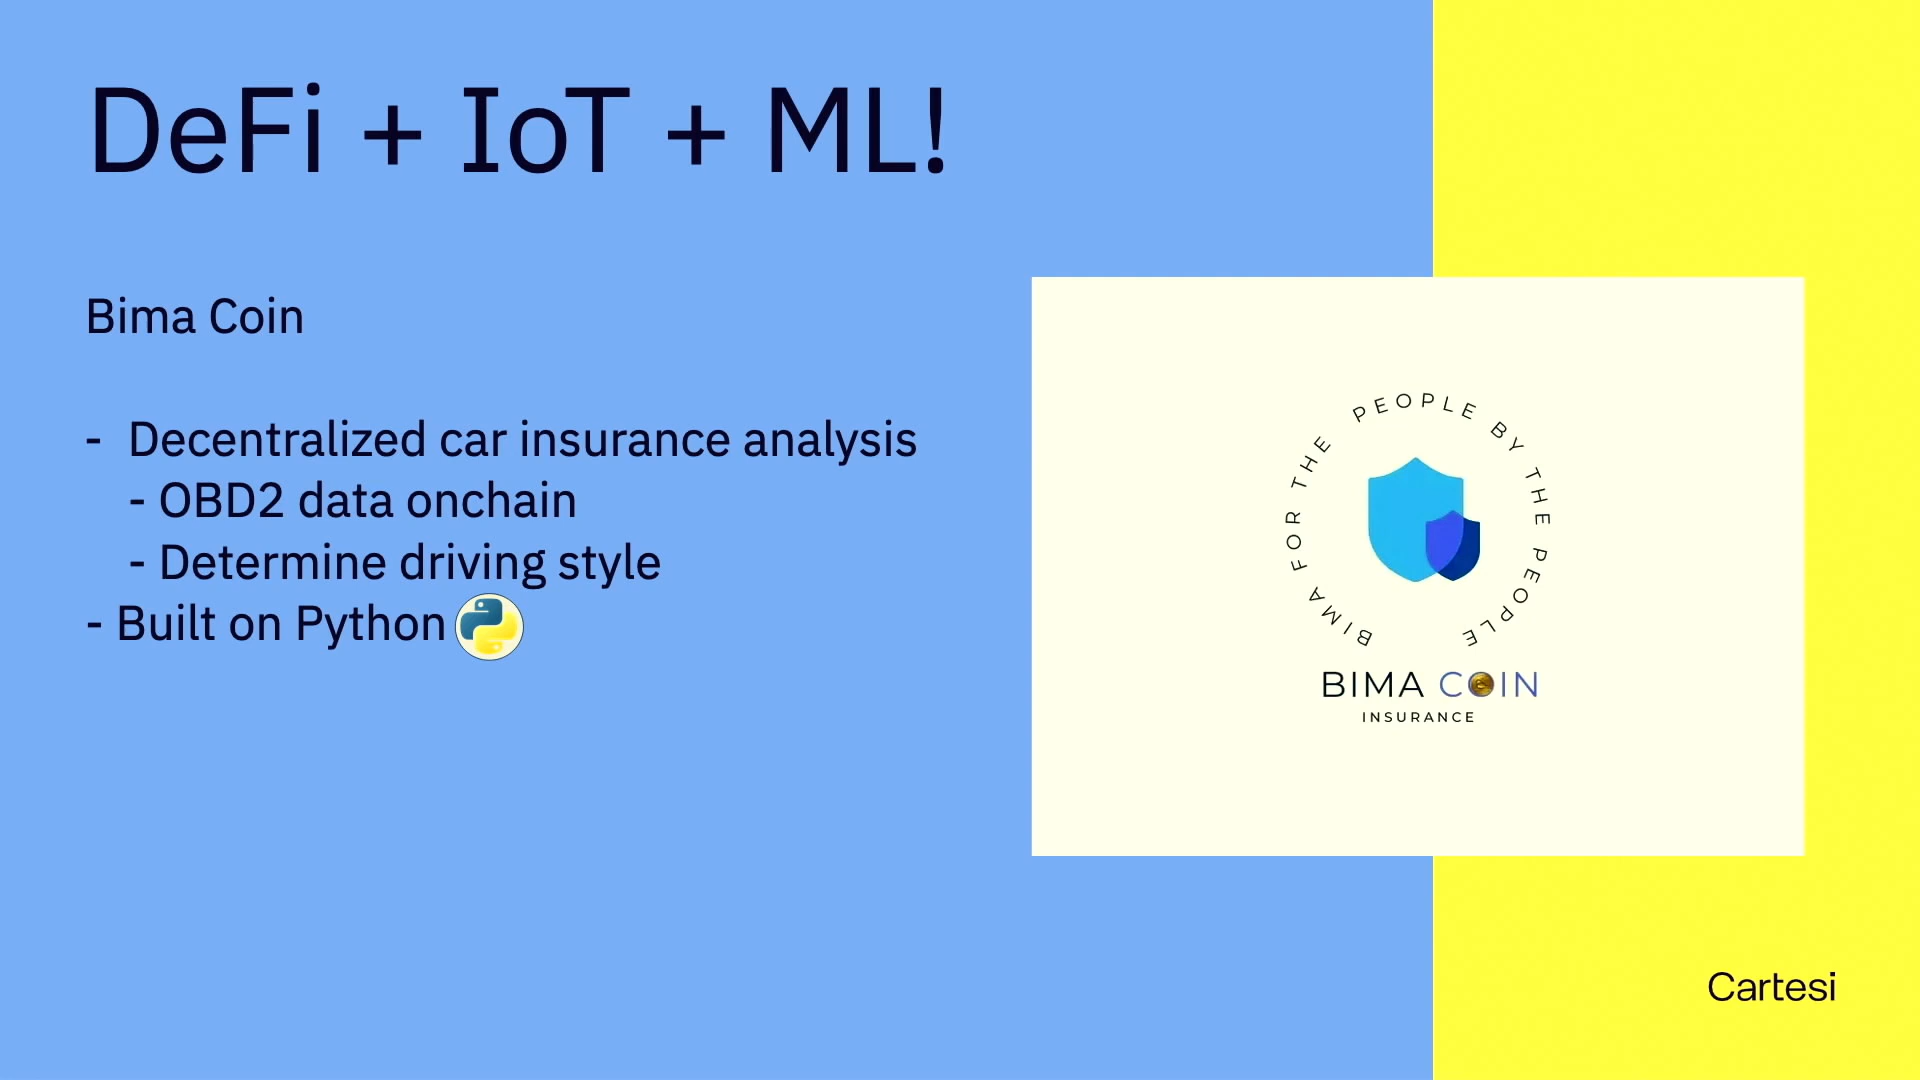 DeFi + IoT + ML!
Bima Coin
- Decentralized car insurance analysis
- OBD2 data onchain
- Determine driving style
- Built on Python
BIMA FOR THE PEOPLE BY THE PEOPLE
BIMA COIN
INSURANCE
Cartesi